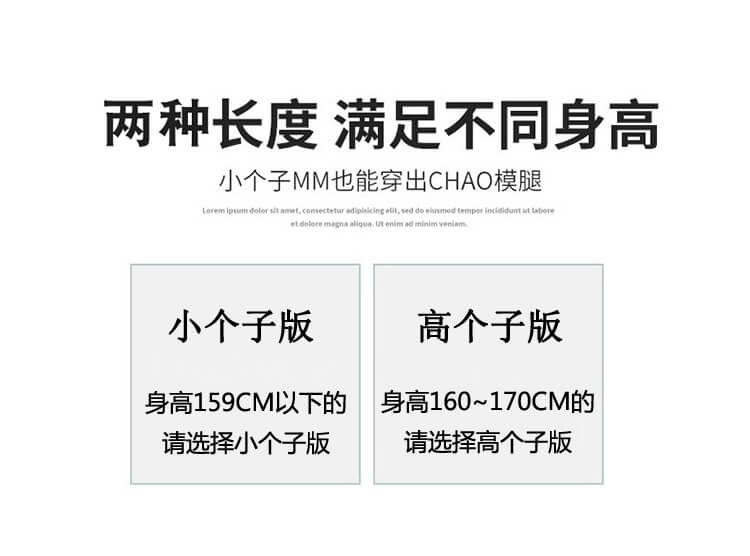 两种长度 满足不同身高
小个子MM也能穿出CHAO模腿
Lorem ipsum dolor sit amet, consectetur adipisicing elit, sed do eiusmod tempor incididunt ut labore
et dolore magna aliqua. Ut enim ad minim veniam.
小个子版
身高159CM以下的
请选择小个子版
高个子版
身高160~170CM的
请选择高个子版